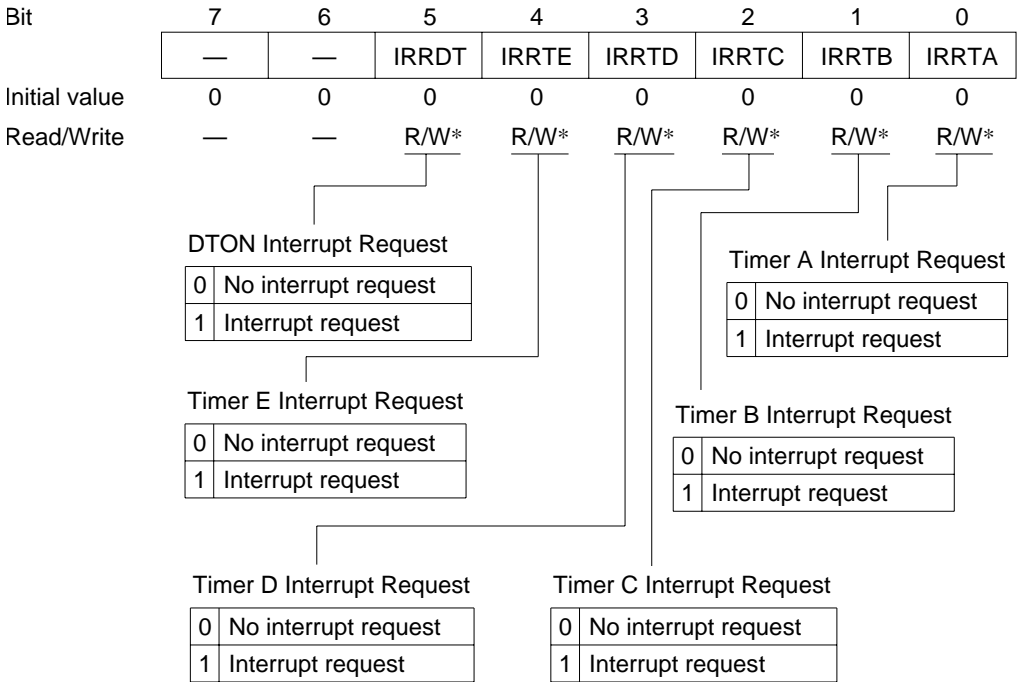 Bit 7 6 5 4 3 2 1 0
— — IRRDT IRRTE IRRTD IRRTC IRRTB IRRTA
Initial value 0 0 0 0 0 0 0 0
Read/Write — — R/W* R/W* R/W* R/W* R/W* R/W*
DTON Interrupt Request
0 No interrupt request
1 Interrupt request
Timer A Interrupt Request
0 No interrupt request
1 Interrupt request
Timer E Interrupt Request
0 No interrupt request
1 Interrupt request
Timer B Interrupt Request
0 No interrupt request
1 Interrupt request
Timer D Interrupt Request
0 No interrupt request
1 Interrupt request
Timer C Interrupt Request
0 No interrupt request
1 Interrupt request